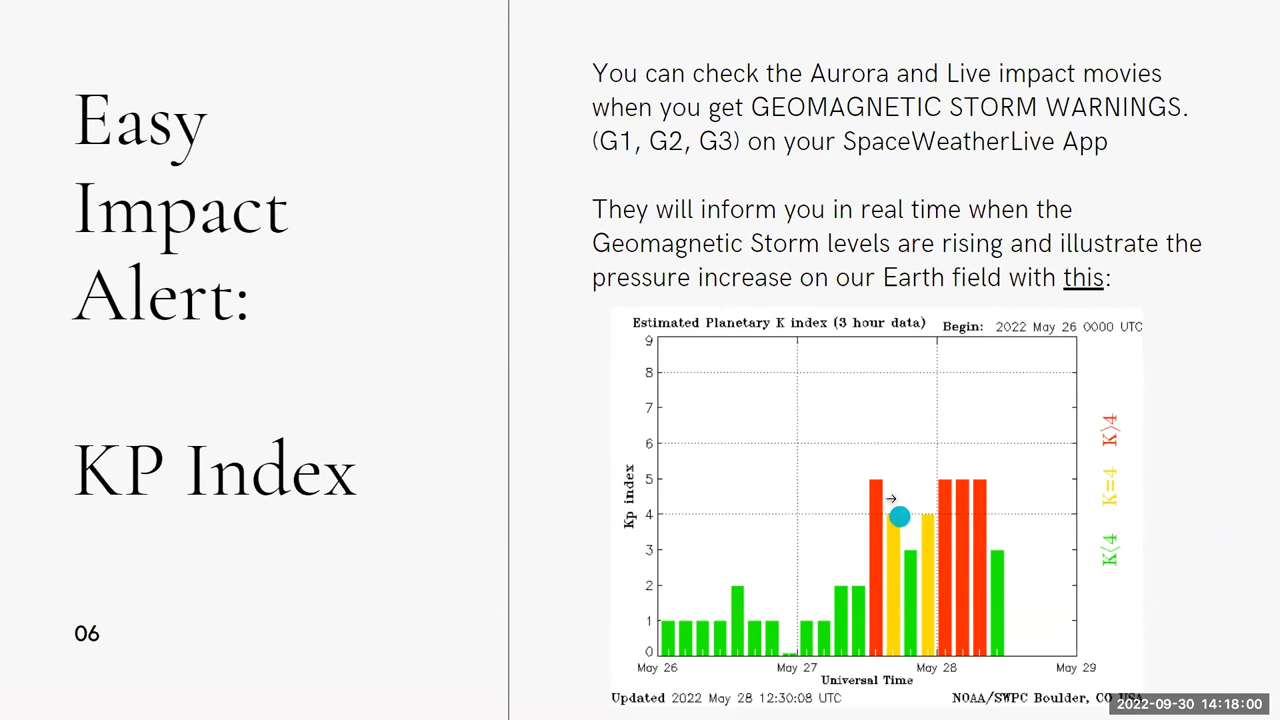 Easy
Impact
Alert:
KP Index
06
You can check the Aurora and Live impact movies
when you get GEOMAGNETIC STORM WARNINGS.
(G1, G2, G3) on your SpaceWeatherLive App
They will inform you in real time when the
Geomagnetic Storm levels are rising and illustrate the
pressure increase on our Earth field with this:
Estimated Planetary K index (3 hour data) Begin: 2022 May 26 0000 UTC
9
8
7
6
5
4
3
2
1
0
Kp index
May 26 May 27 May 28 May 29
Universal Time
K<4 K=4 K>4
Updated 2022 May 28 12:30:08 UTC NOAA/SWPC Boulder, CO USA
2022-09-30 14:18:00